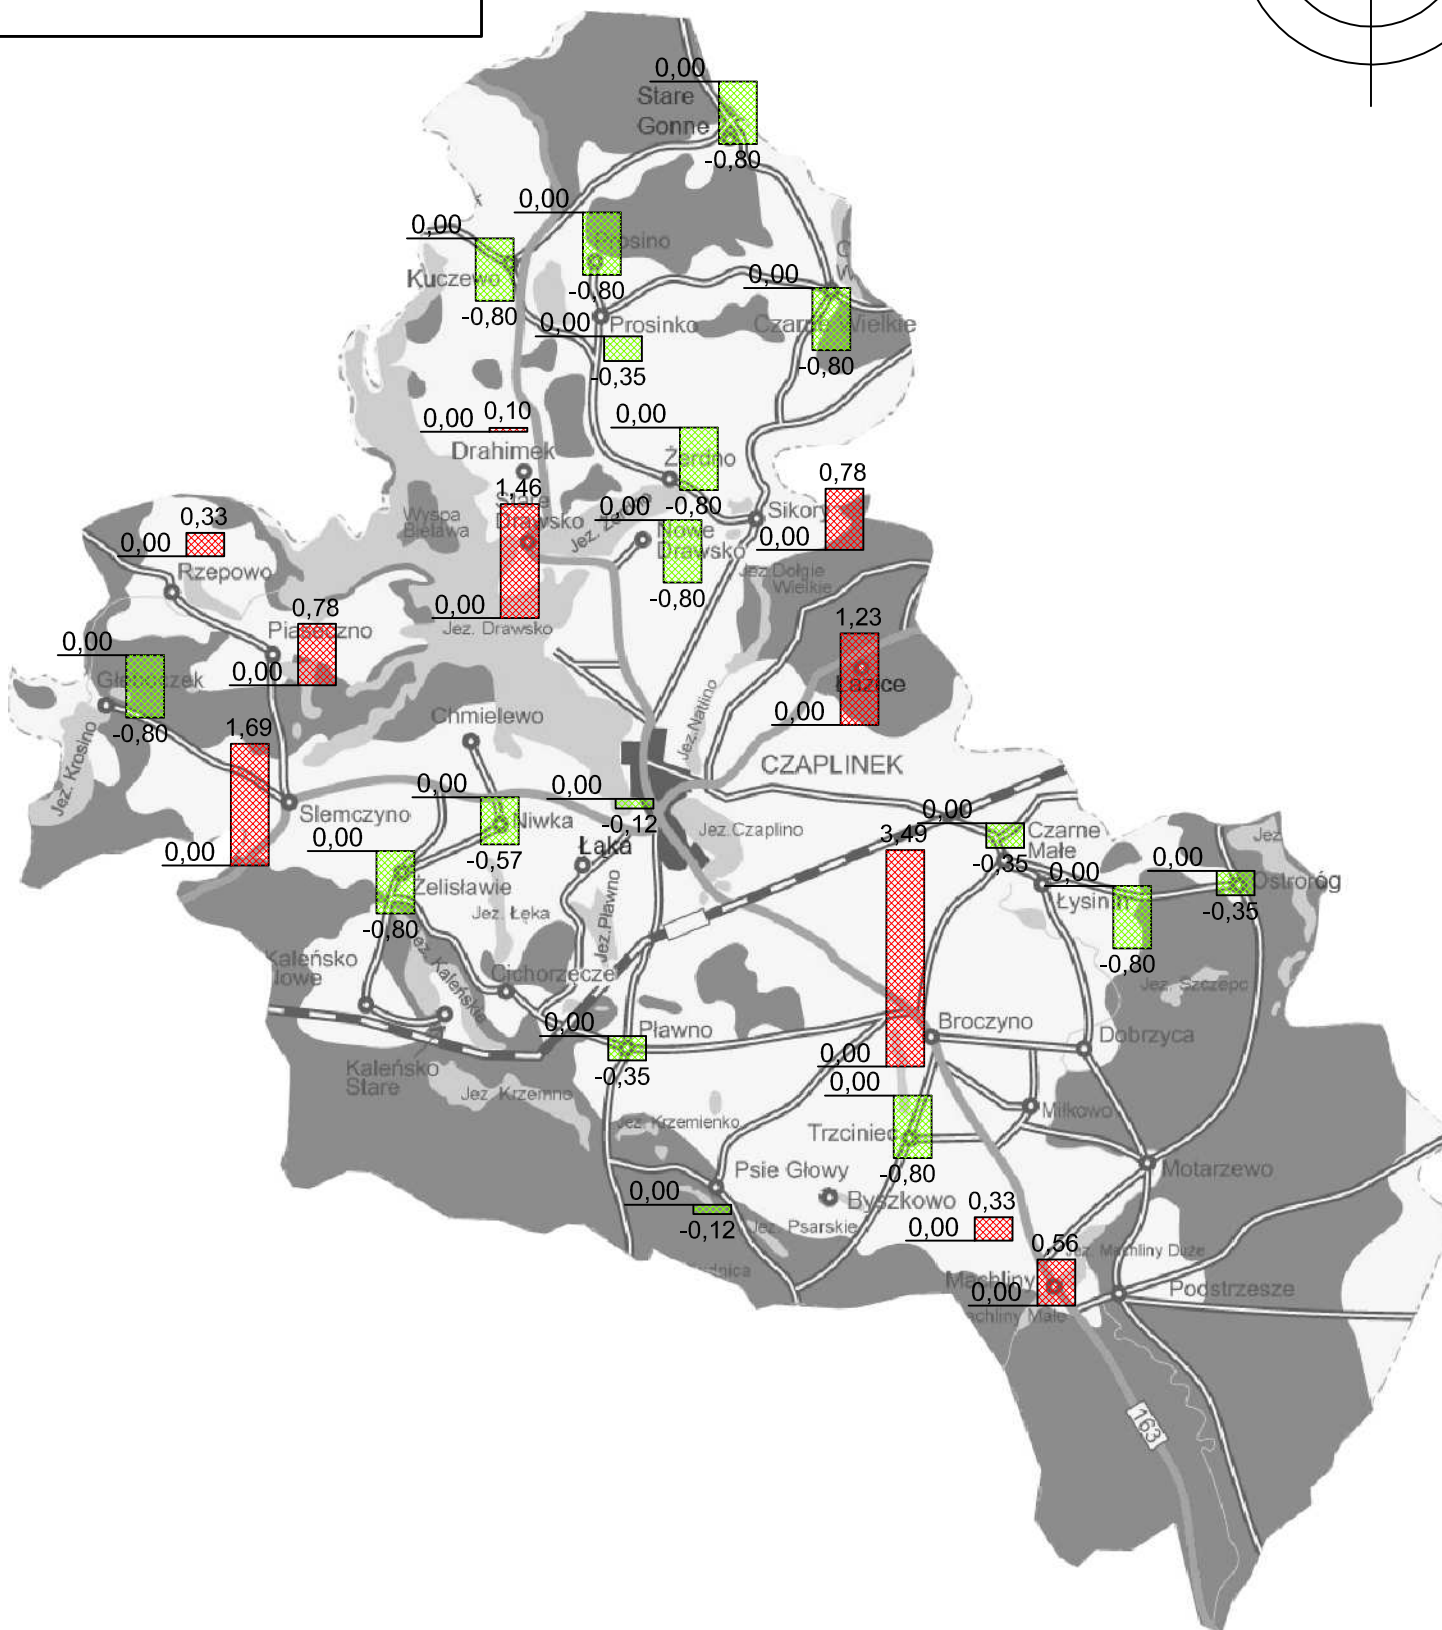 0,00
Stare
Gonne
-0,80
0,00
0,00
Kuczewo
-0,80
-0,80
0,00
Czarne Wielkie
-0,80
Prosinko
0,00
-0,35
0,10
0,00
Drahimek
0,00
Żerdno
-0,80
1,46
Stare
Drawsko
0,00
Jez. Drawsko
Wyspa
Bielawa
0,00
Nowe
Drawsko
-0,80
0,78
Sikory
0,00
Jez.Dołgie
Wielkie
0,33
0,00
Rzepowo
0,78
Piaseczno
0,00
0,00
-0,80
Jez. Krosino
1,23
Łazice
0,00
Jez.Natlino
Chmielewo
1,69
Slemczyno
0,00
CZAPLINEK
0,00
Niwka
-0,57
0,00
-0,12
Łąka
Jez.Czaplino
0,00
Żelisławie
-0,80
Jez. Łęka
Jez.Pławno
3,49
0,00
0,00
Czarne
Małe
-0,35
0,00
Łysinin
-0,80
0,00
Ostroróg
-0,35
Jez
Jez. Szczepc
Kaleńsko
Jez. Kaleńskie
Cichorzęcze
Kaleńsko
Stare
0,00
Pławno
-0,35
Jez. Krzemno
Jez. Krzemienko
Broczyno
Dobrzyca
0,00
Trzciniec
-0,80
Miłkowo
Motarzewo
Psie Głowy
0,00
-0,12
Jez. Psarskie
Byszkowo
0,33
0,00
0,56
Jez. Machliny Duże
Machliny
0,00
Podstrzesze
163